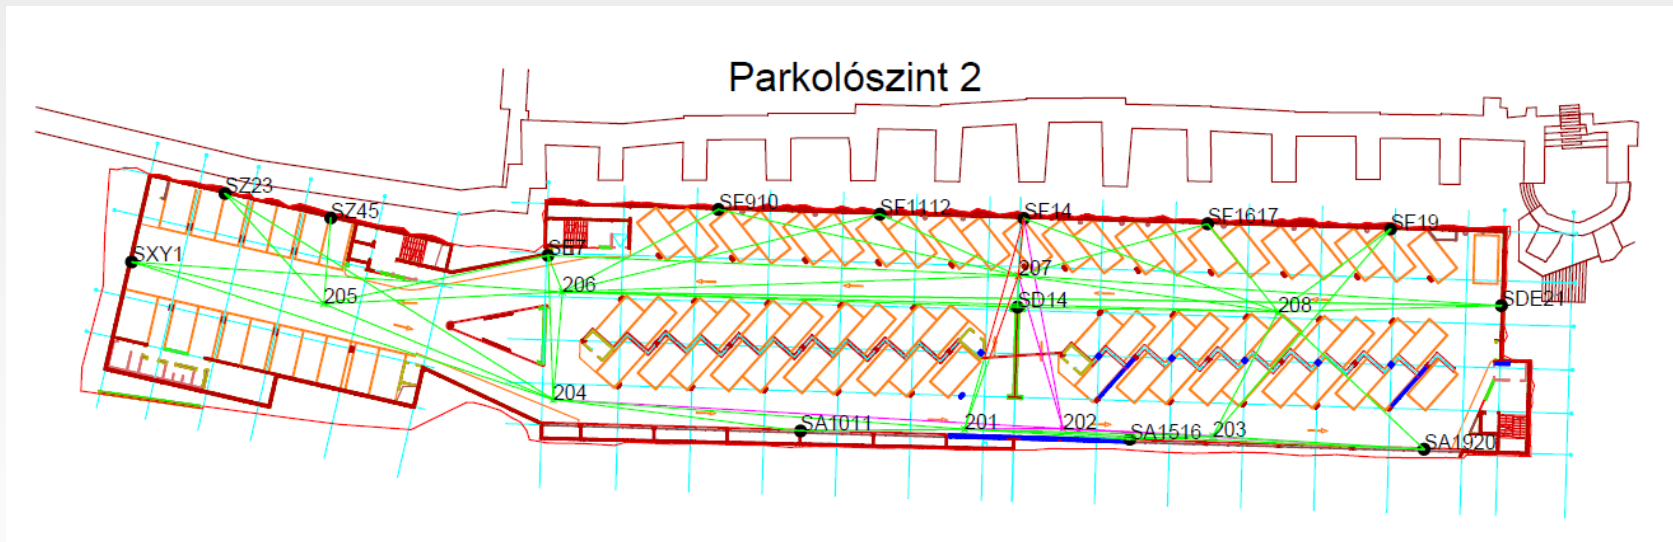 Parkolószint 2
SZ23
SZ45
SF910
SF1112
SF14
SF1617
SF19
SXY1
SE7
205
206
207
SD14
208
SDE21
204
SA1011
201
202
SA1516
203
SA1920